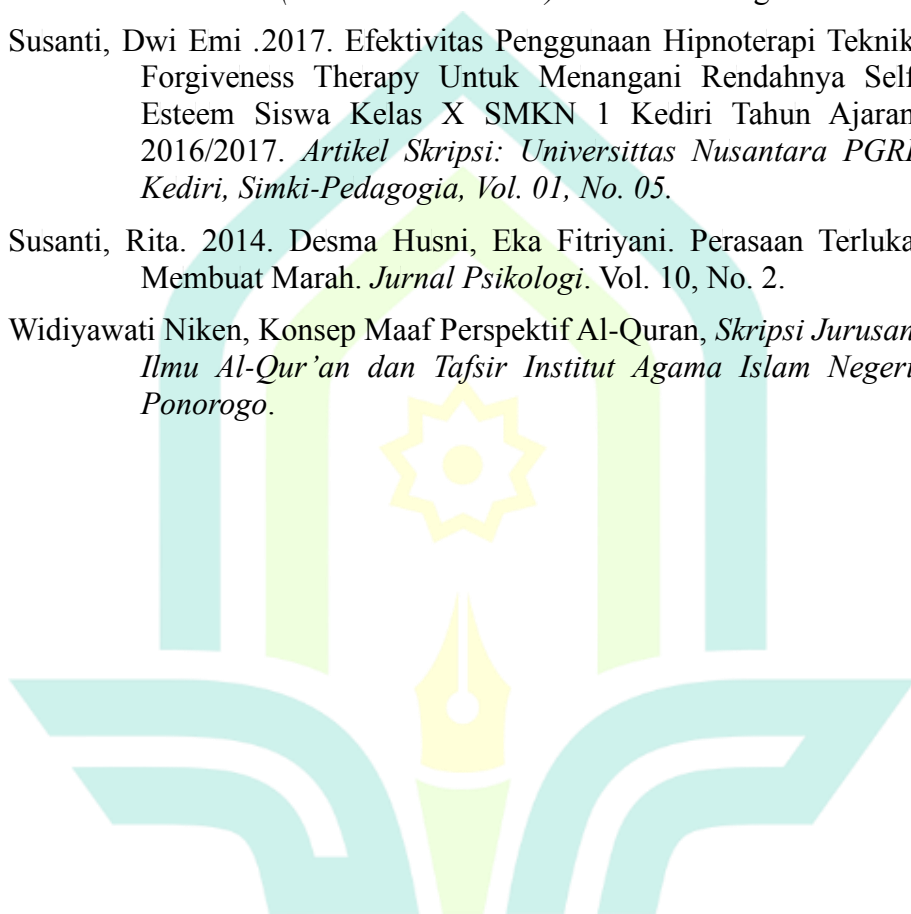 Susanti, Dwi Emi .2017. Efektivitas Penggunaan Hipnoterapi Teknik
Forgiveness Therapy Untuk Menangani Rendahnya Self
Esteem Siswa Kelas X SMKN 1 Kediri Tahun Ajaran
2016/2017. Artikel Skripsi: Universittas Nusantara PGRI
Kediri, Simki-Pedagogia, Vol. 01, No. 05.
Susanti, Rita. 2014. Desma Husni, Eka Fitriyani. Perasaan Terluka
Membuat Marah. Jurnal Psikologi. Vol. 10, No. 2.
Widiyawati Niken, Konsep Maaf Perspektif Al-Quran, Skripsi Jurusan
Ilmu Al-Qur’an dan Tafsir Institut Agama Islam Negeri
Ponorogo.